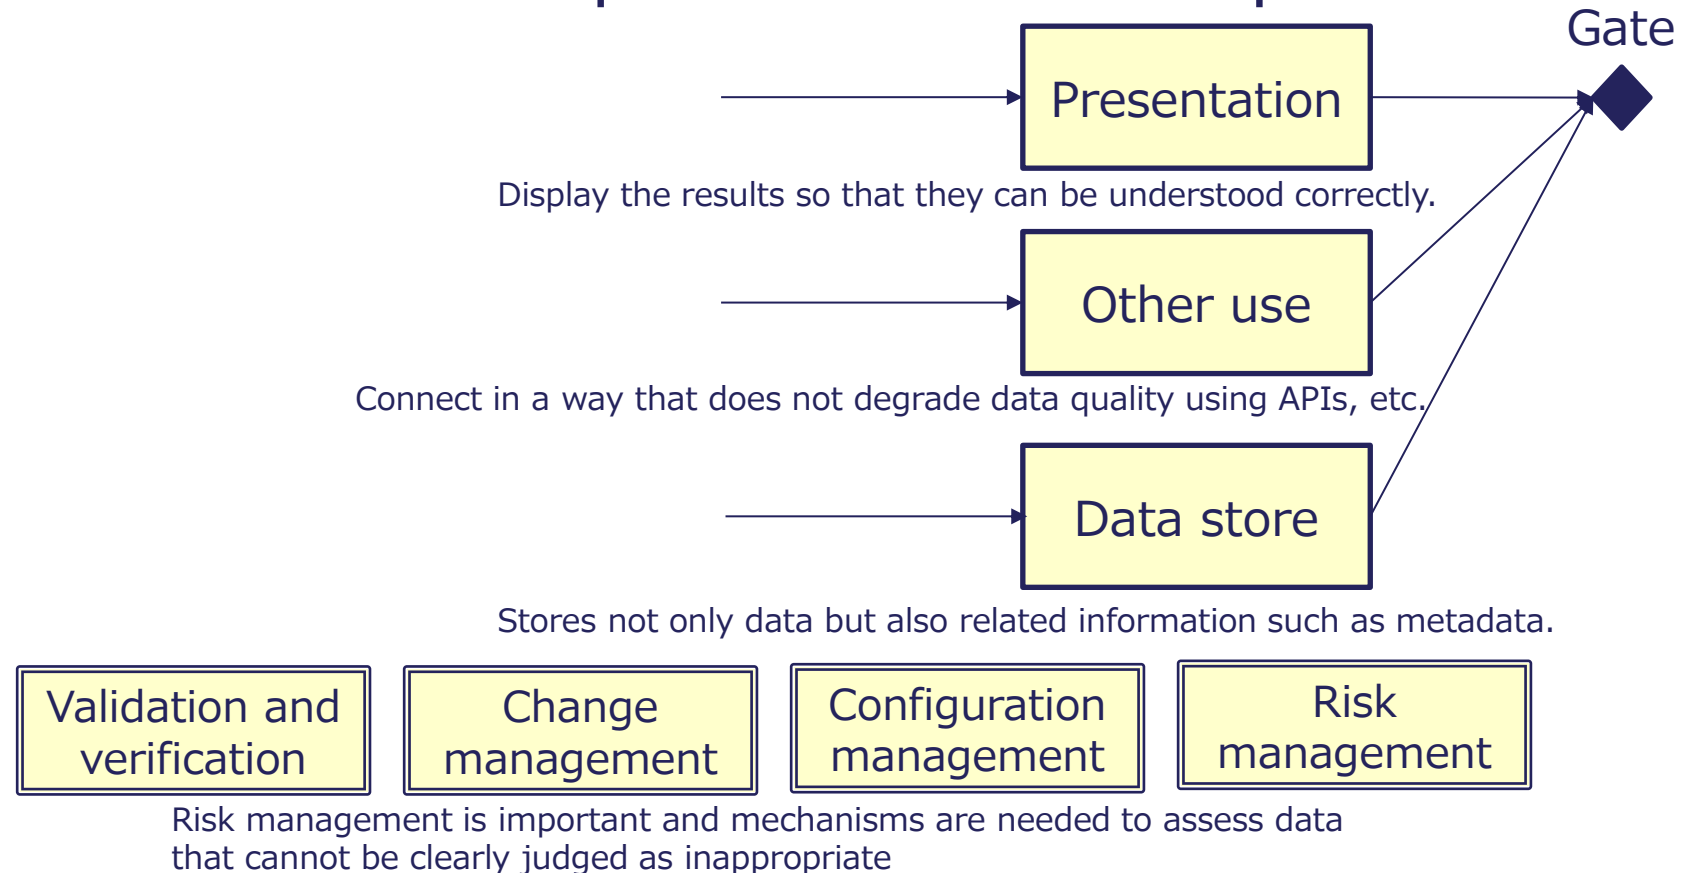 Gate
Presentation
Display the results so that they can be understood correctly.
Other use
Connect in a way that does not degrade data quality using APIs, etc.
Data store
Stores not only data but also related information such as metadata.
Validation and
verification
Change
management
Configuration
management
Risk
management
Risk management is important and mechanisms are needed to assess data
that cannot be clearly judged as inappropriate